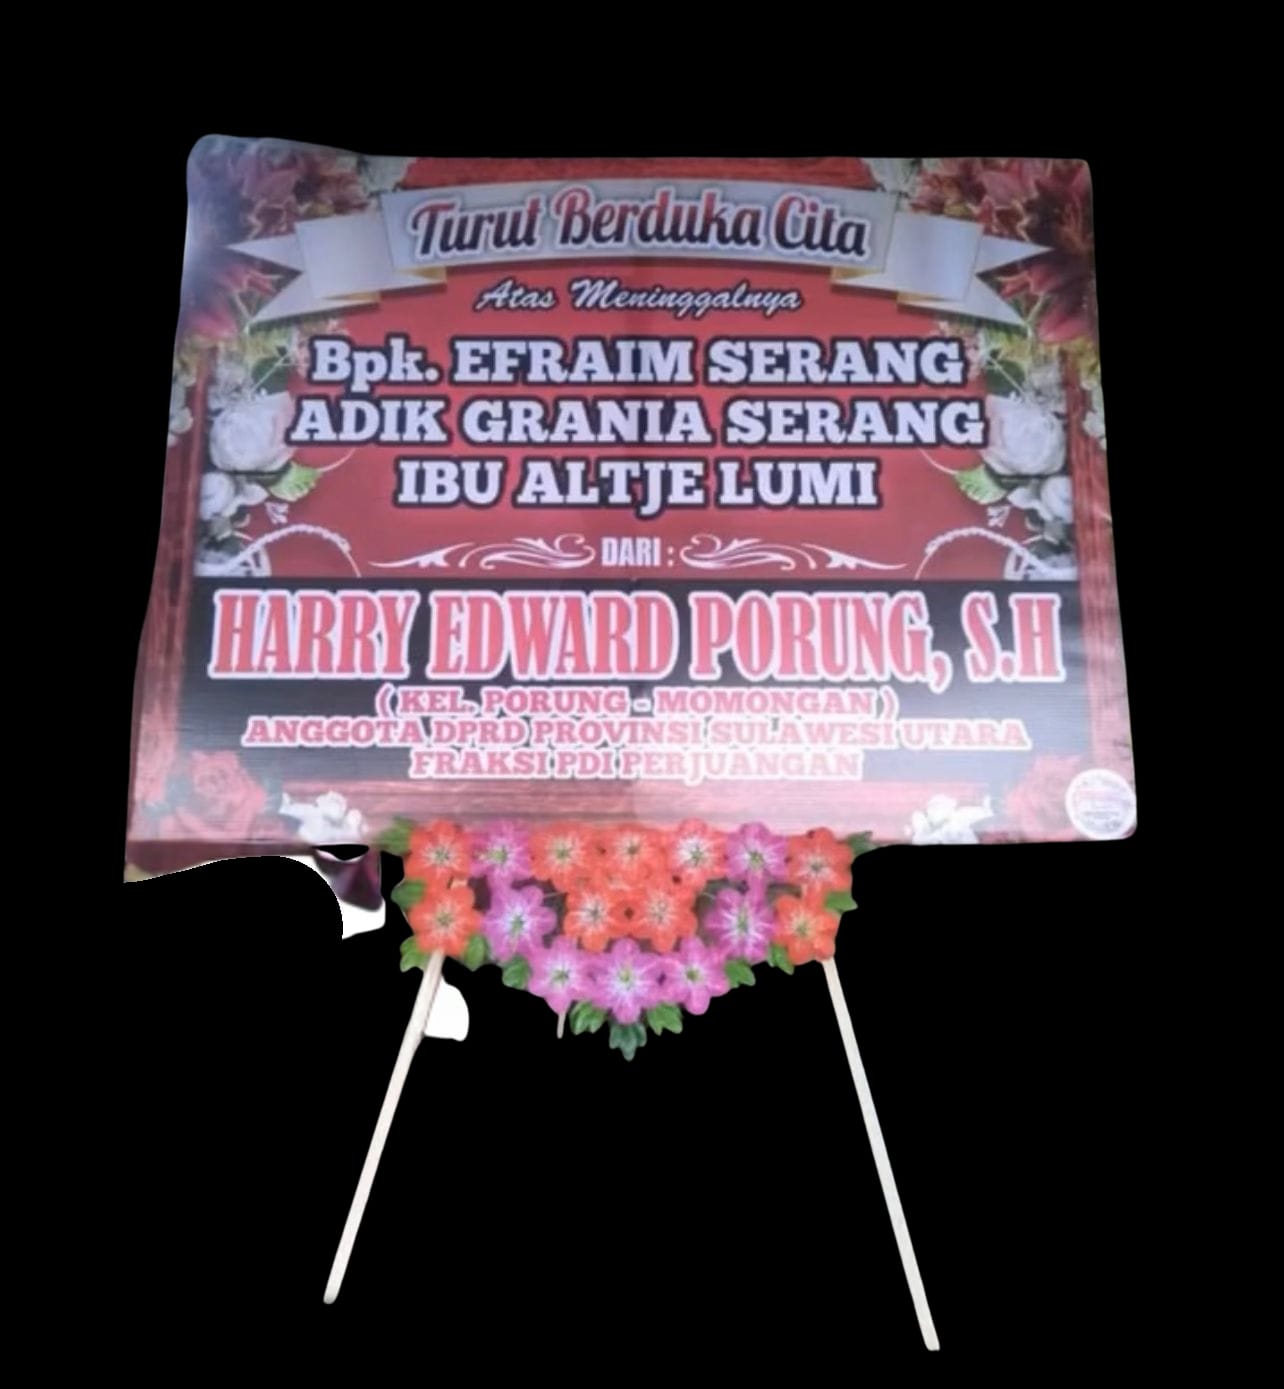 Turut Berduka Cita
Atas Meninggalnya
Bpk. EFRAIM SERANG
ADIK GRANIA SERANG
IBU ALTJE LUMI
DARI :
HARRY EDWARD PORUNG, S.H
( KEL. PORUNG - MOMONGAN )
ANGGOTA DPRD PROVINSI SULAWESI UTARA
FRAKSI PDI PERJUANGAN